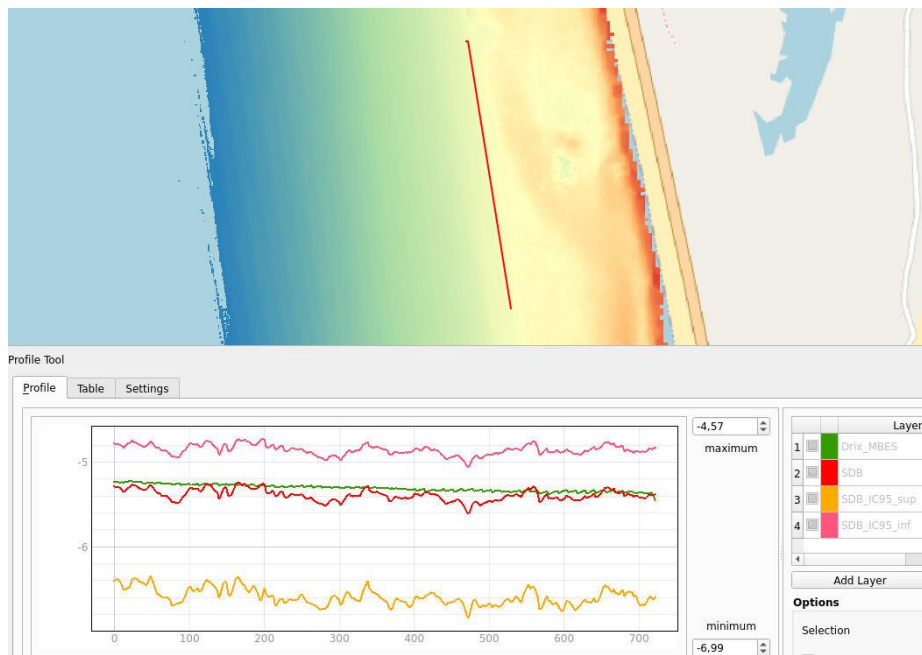 Profile Tool
Profile
Table
Settings
-4,57
maximum
-5
-6
minimum
-6,99
0
100
200
300
400
500
600
700
Layer
1
Drix_MBES
2
SDB
3
SDB_IC95_sup
4
SDB_IC95_inf
Add Layer
Options
Selection